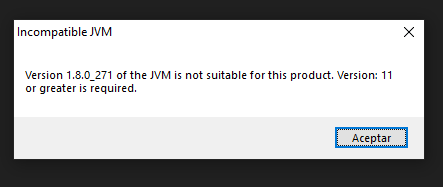 Incompatible JVM
Version 1.8.0_271 of the JVM is not suitable for this product. Version: 11
or greater is required.
Aceptar